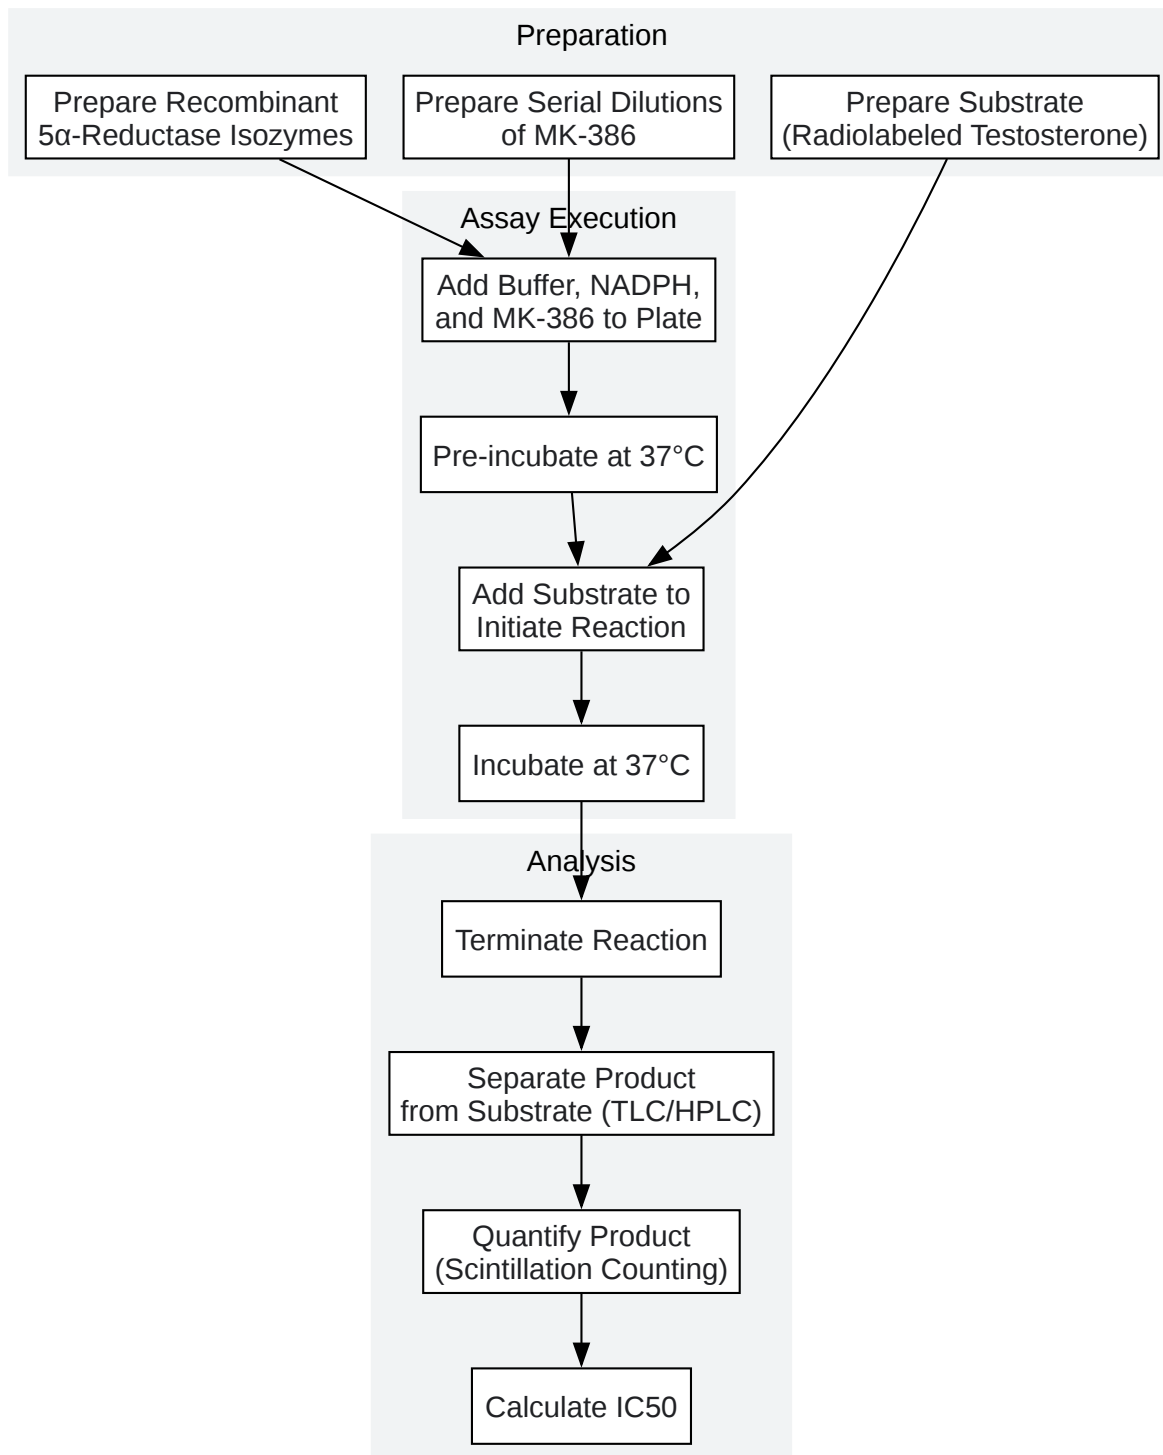 Preparation
Prepare Recombinant
5α-Reductase Isozymes
Prepare Serial Dilutions
of MK-386
Prepare Substrate
(Radiolabeled Testosterone)
Assay Execution
Add Buffer, NADPH,
and MK-386 to Plate
Pre-incubate at 37°C
Add Substrate to
Initiate Reaction
Incubate at 37°C
Analysis
Terminate Reaction
Separate Product
from Substrate (TLC/HPLC)
Quantify Product
(Scintillation Counting)
Calculate IC50